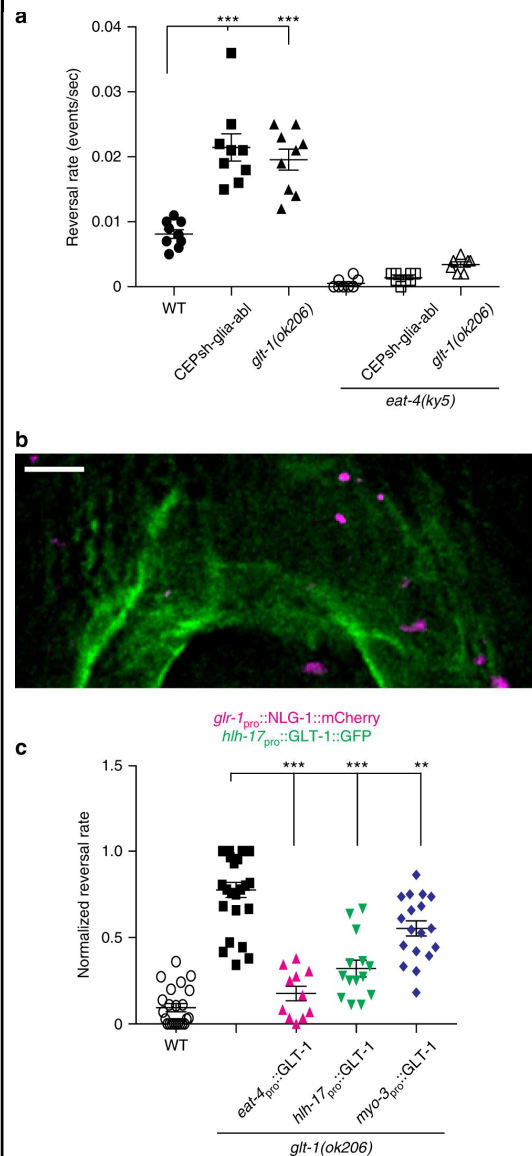 a
0.04
***
***
0.03
0.02
0.01
0
Reversal rate (events/sec)
WT
CEPsh-glia-abl
glt-1(ok206)
CEPsh-glia-abl
glt-1(ok206)
eat-4(ky5)
b
glr-1pro::NLG-1::mCherry
hlh-17pro::GLT-1::GFP
c
1.5
***
***
**
1.0
0.5
0
Normalized reversal rate
WT
eat-4pro::GLT-1
hlh-17pro::GLT-1
myo-3pro::GLT-1
glt-1(ok206)